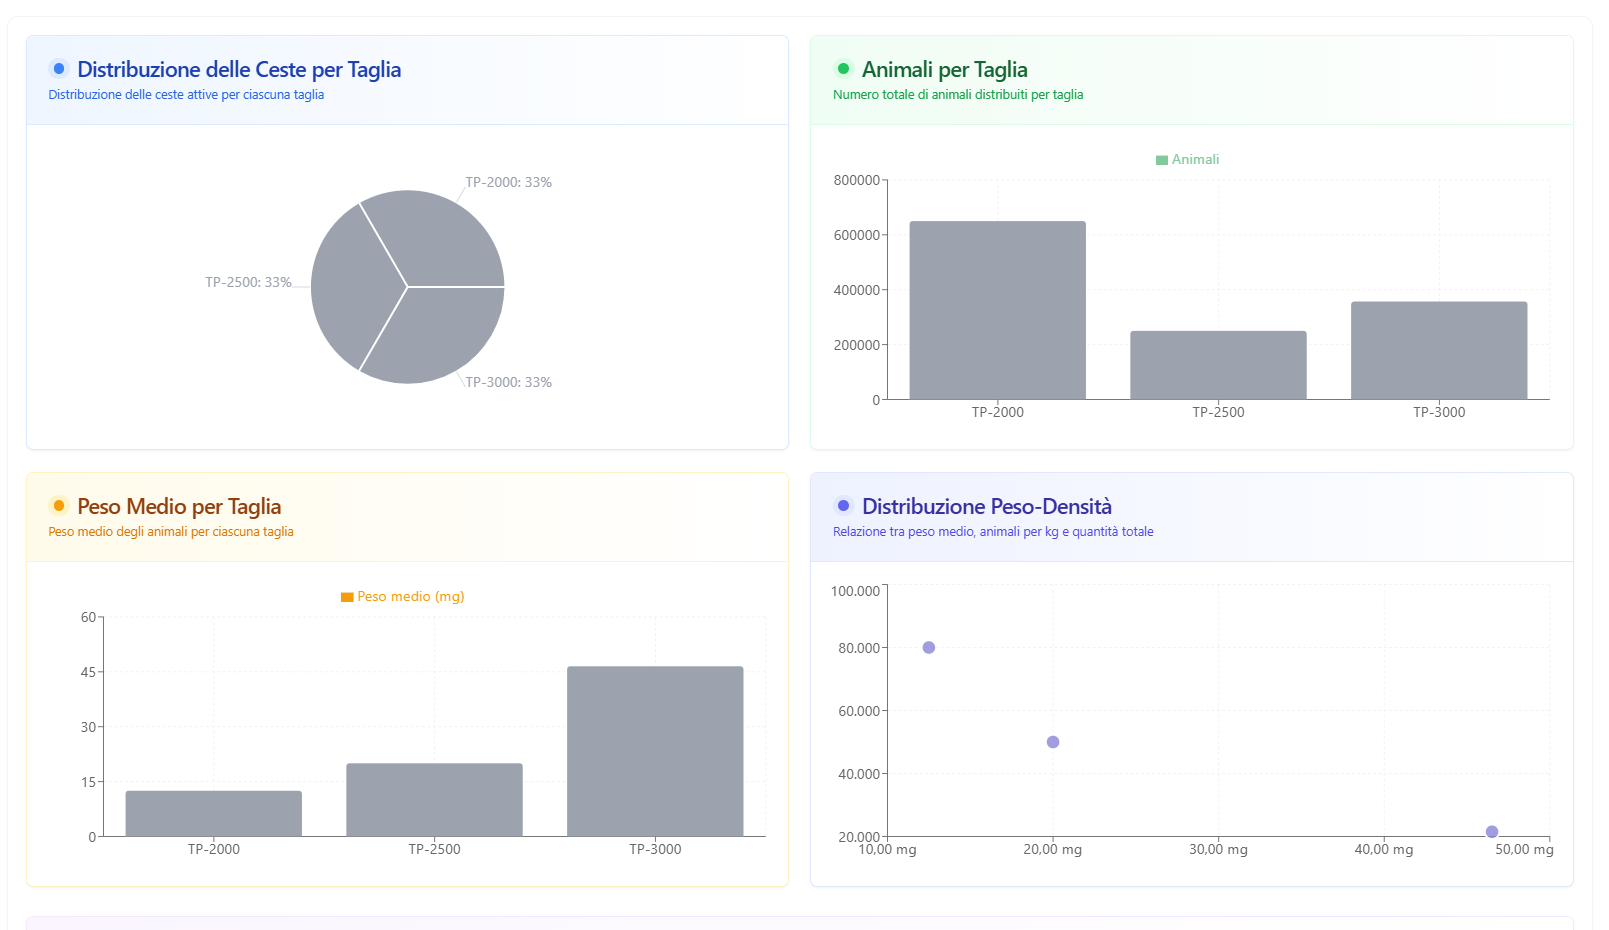 Distribuzione delle Ceste per Taglia
Distribuzione delle ceste attive per ciascuna taglia
TP-2000: 33%
TP-2500: 33%
TP-3000: 33%
Animali per Taglia
Numero totale di animali distribuiti per taglia
Animali
800000
600000
400000
200000
0
TP-2000 TP-2500 TP-3000
Peso Medio per Taglia
Peso medio degli animali per ciascuna taglia
Peso medio (mg)
60
45
30
15
0
TP-2000 TP-2500 TP-3000
Distribuzione Peso-Densità
Relazione tra peso medio, animali per kg e quantità totale
100.000
80.000
60.000
40.000
20.000
10,00 mg 20,00 mg 30,00 mg 40,00 mg 50,00 mg